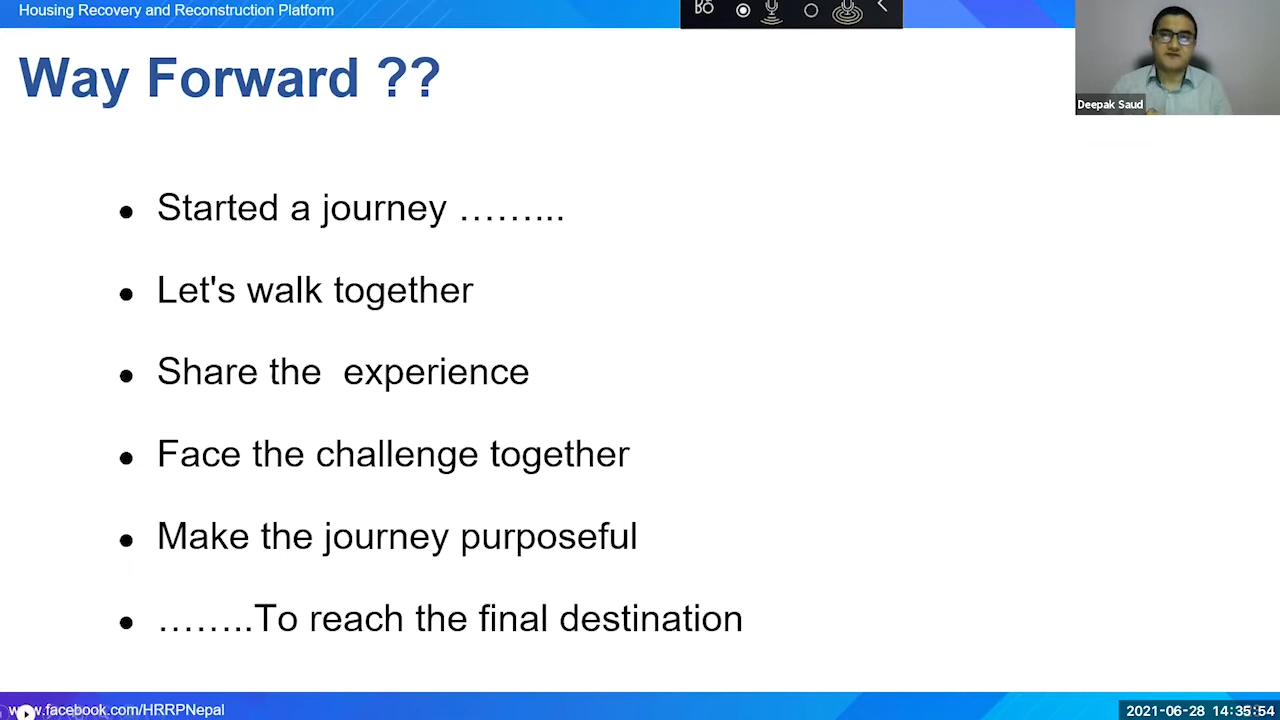 Housing Recovery and Reconstruction Platform
Way Forward ??
Deepak Saud
● Started a journey ……...
● Let's walk together
● Share the  experience
● Face the challenge together
● Make the journey purposeful
● ……..To reach the final destination
www.facebook.com/HRRPNepal
2021-06-28 14:35:54